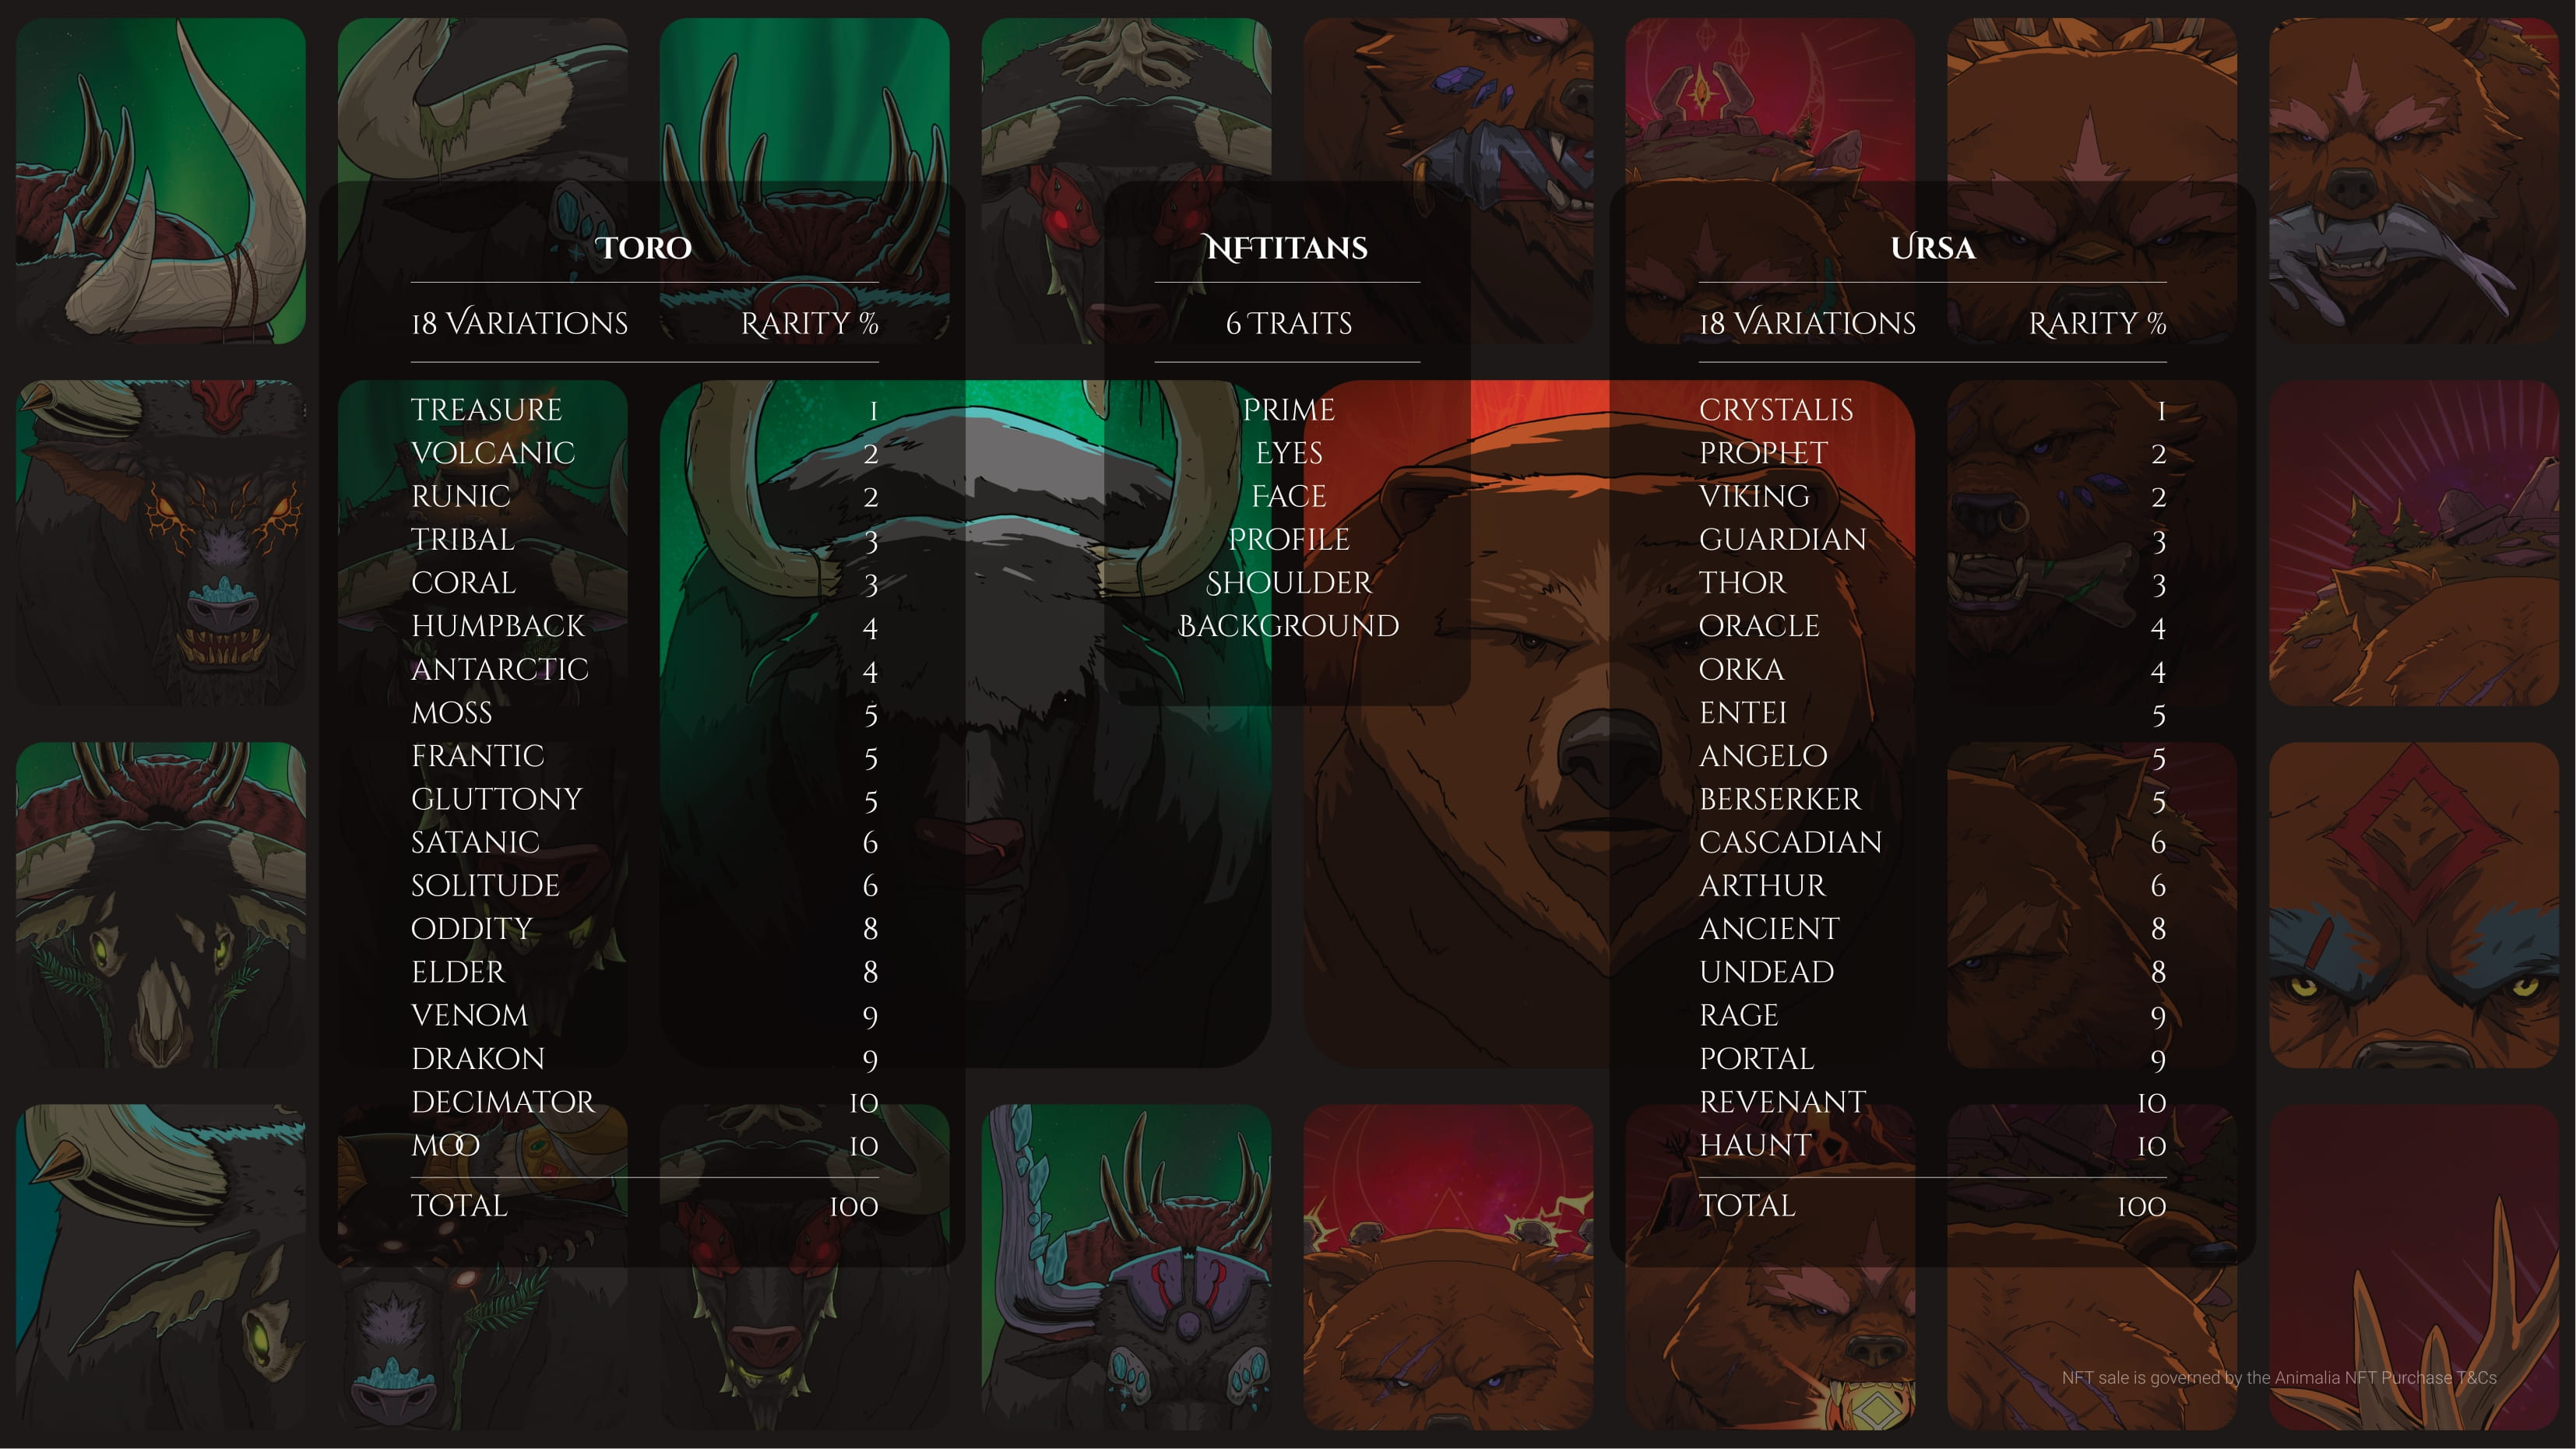 TORO
18 VARIATIONS RARITY %
TREASURE 1
VOLCANIC 2
RUNIC 2
TRIBAL 3
CORAL 3
HUMPBACK 4
ANTARCTIC 4
MOSS 5
FRANTIC 5
GLUTTONY 5
SATANIC 6
SOLITUDE 6
ODDITY 8
ELDER 8
VENOM 9
DRAKON 9
DECIMATOR 10
MOO 10
TOTAL 100
NFTITANS
6 TRAITS
PRIME
EYES
FACE
PROFILE
SHOULDER
BACKGROUND
URSA
18 VARIATIONS RARITY %
CRYSTALIS 1
PROPHET 2
VIKING 2
GUARDIAN 3
THOR 3
ORACLE 4
ORKA 4
ENTEI 5
ANGELO 5
BERSERKER 5
CASCADIAN 6
ARTHUR 6
ANCIENT 8
UNDEAD 8
RAGE 9
PORTAL 9
REVENANT 10
HAUNT 10
TOTAL 100
NFT sale is governed by the Animalia NFT Purchase T&Cs